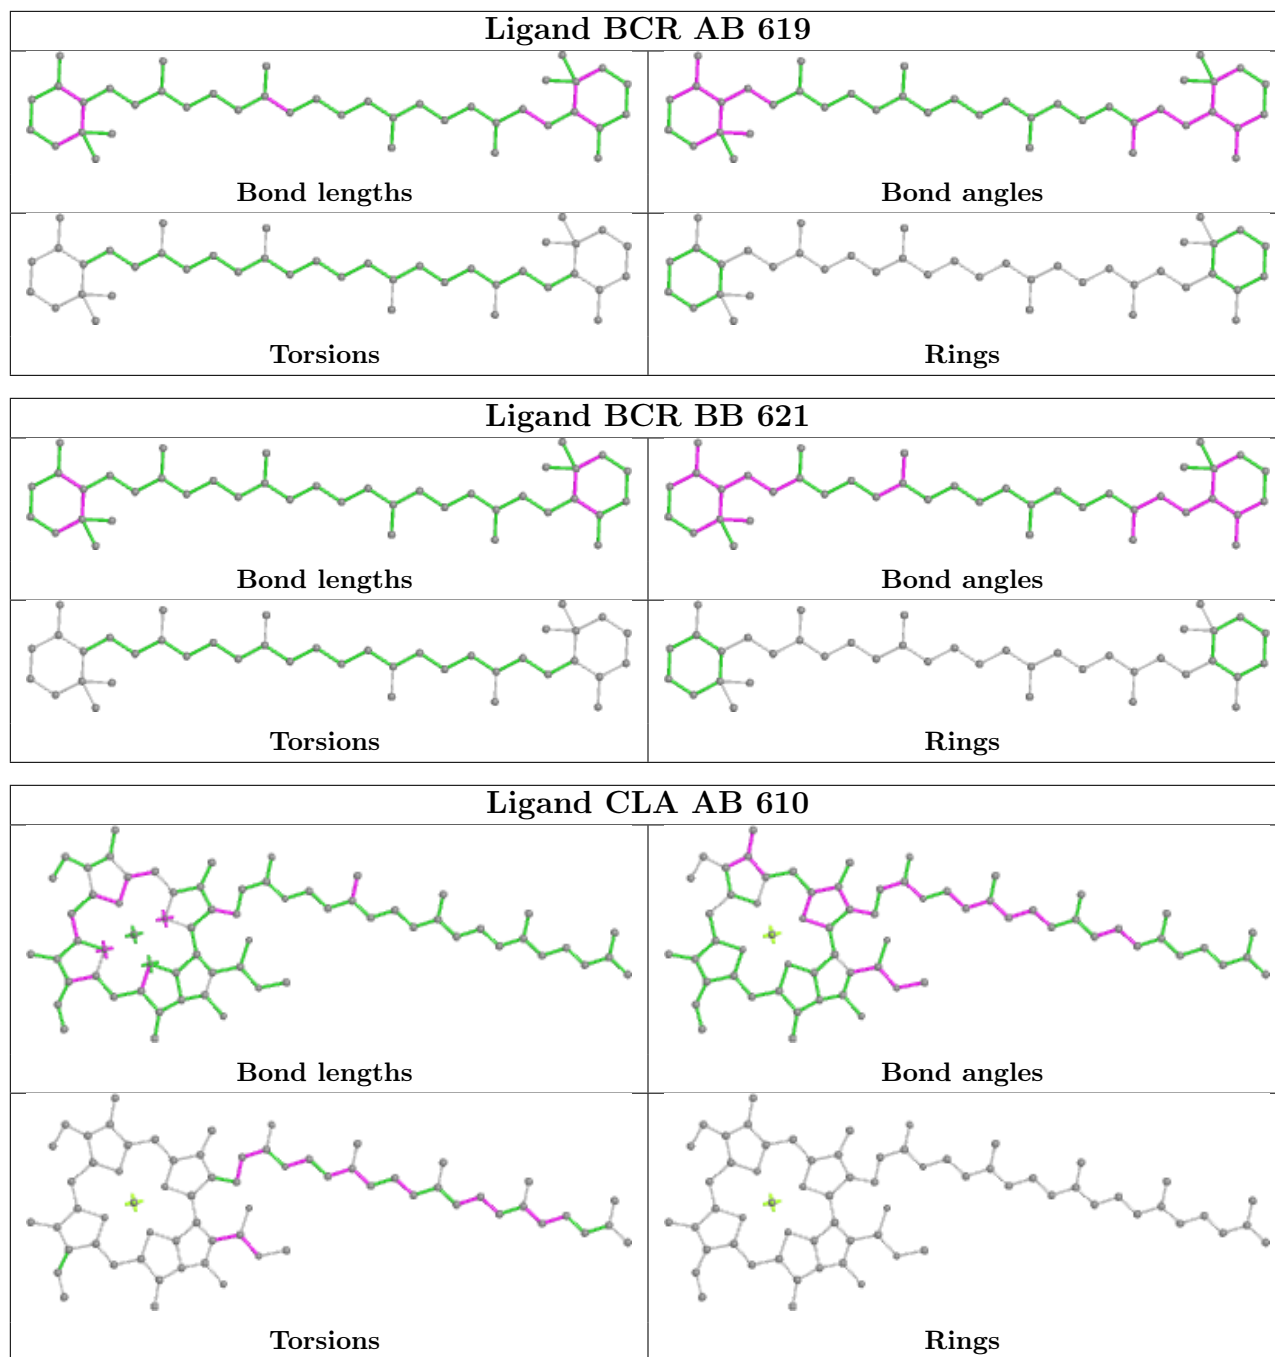 Ligand BCR AB 619
Bond lengths
Bond angles
Torsions
Rings
Ligand BCR BB 621
Bond lengths
Bond angles
Torsions
Rings
Ligand CLA AB 610
Bond lengths
Bond angles
Torsions
Rings